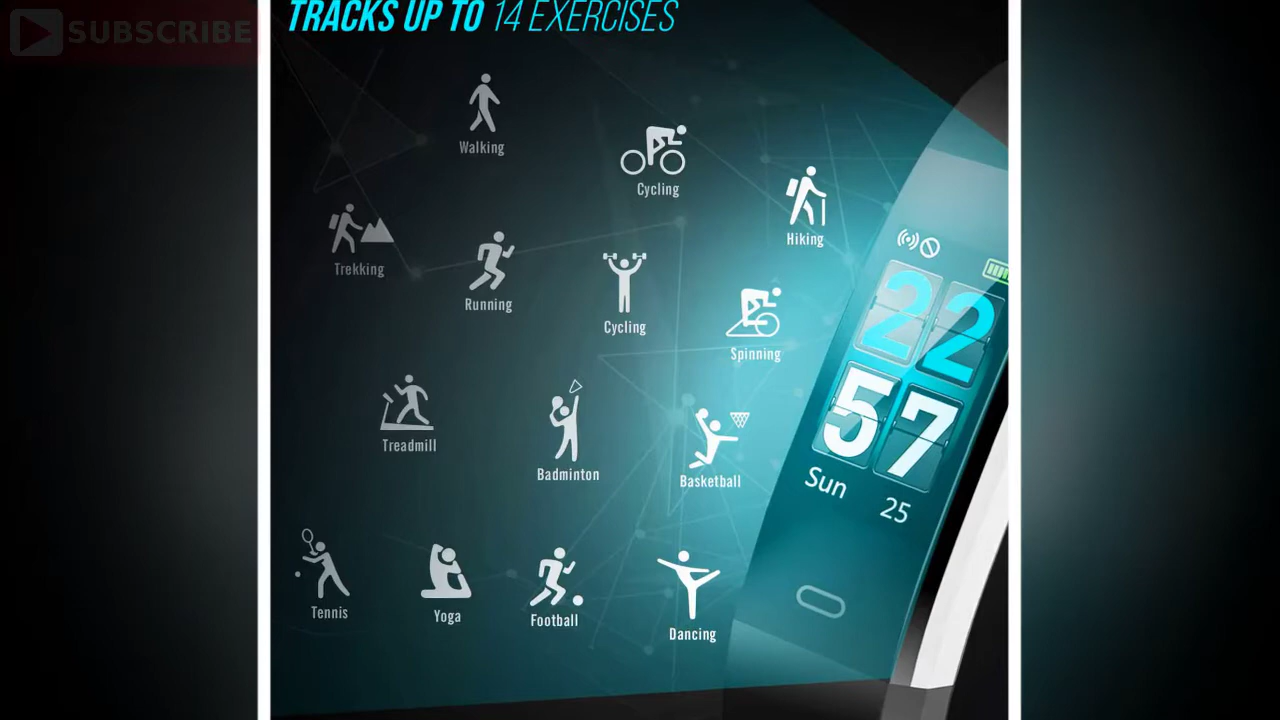 SUBSCRIBE
TRACKS UP TO 14 EXERCISES
Walking
Cycling
Hiking
Trekking
Running
Cycling
Spinning
Treadmill
Badminton
Basketball
Tennis
Yoga
Football
Dancing
22
57
Sun 25